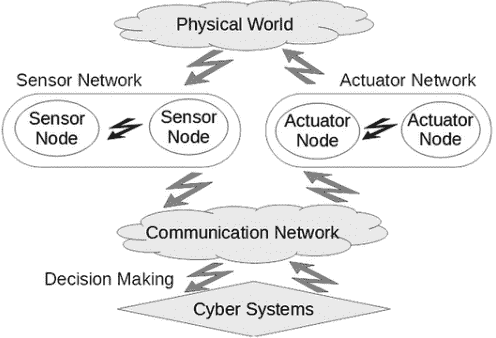 Physical World
Sensor Network
Actuator Network
Sensor
Node
Sensor
Node
Actuator
Node
Actuator
Node
Communication Network
Decision Making
Cyber Systems